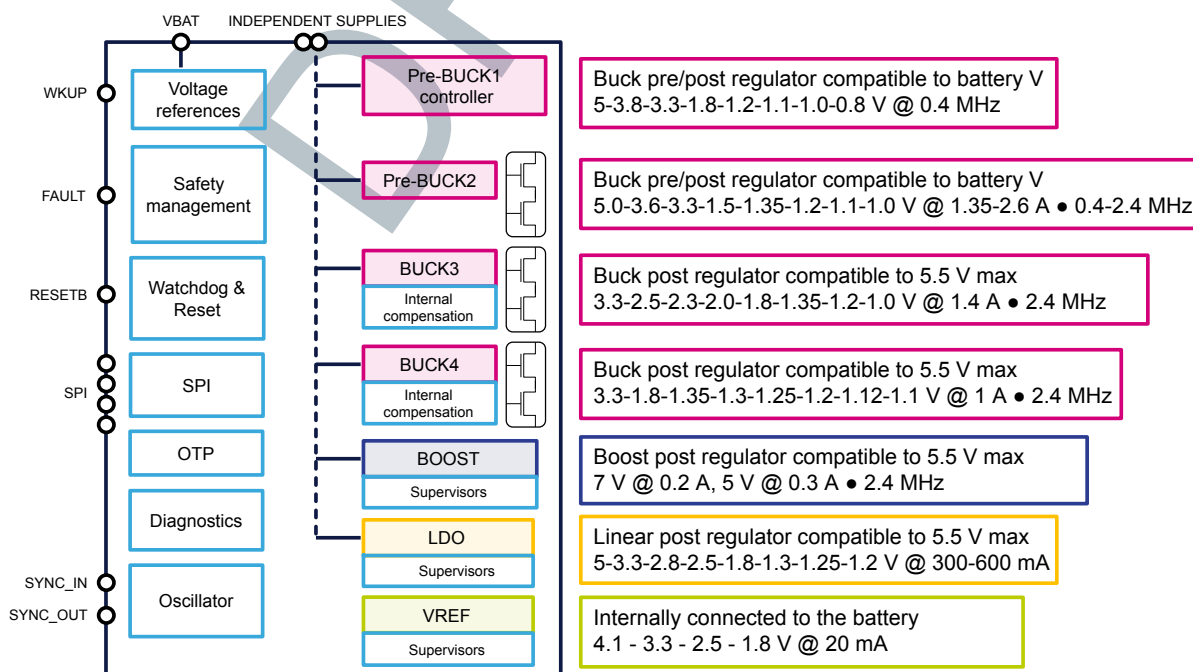 VBAT
INDEPENDENT SUPPLIES
WKUP
Voltage
references
Pre-BUCK1
controller
Buck pre/post regulator compatible to battery V
5-3.8-3.3-1.8-1.2-1.1-1.0-0.8 V @ 0.4 MHz
FAULT
Safety
management
Pre-BUCK2
Buck pre/post regulator compatible to battery V
5.0-3.6-3.3-1.5-1.35-1.2-1.1-1.0 V @ 1.35-2.6 A ● 0.4-2.4 MHz
RESETB
Watchdog &
Reset
BUCK3
Internal
compensation
Buck post regulator compatible to 5.5 V max
3.3-2.5-2.3-2.0-1.8-1.35-1.2-1.0 V @ 1.4 A ● 2.4 MHz
SPI
SPI
BUCK4
Internal
compensation
Buck post regulator compatible to 5.5 V max
3.3-1.8-1.35-1.3-1.25-1.2-1.12-1.1 V @ 1 A ● 2.4 MHz
OTP
BOOST
Supervisors
Boost post regulator compatible to 5.5 V max
7 V @ 0.2 A, 5 V @ 0.3 A ● 2.4 MHz
Diagnostics
LDO
Supervisors
Linear post regulator compatible to 5.5 V max
5-3.3-2.8-2.5-1.8-1.3-1.25-1.2 V @ 300-600 mA
SYNC_IN
SYNC_OUT
Oscillator
VREF
Supervisors
Internally connected to the battery
4.1 - 3.3 - 2.5 - 1.8 V @ 20 mA